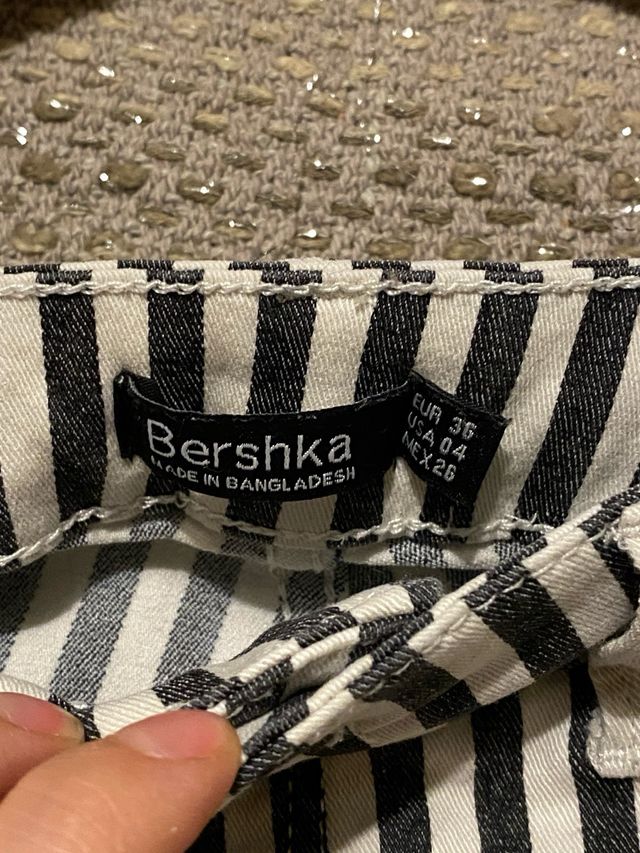 Bershka
MADE IN BANGLADESH
EUR 36
USA 04
MEX 26